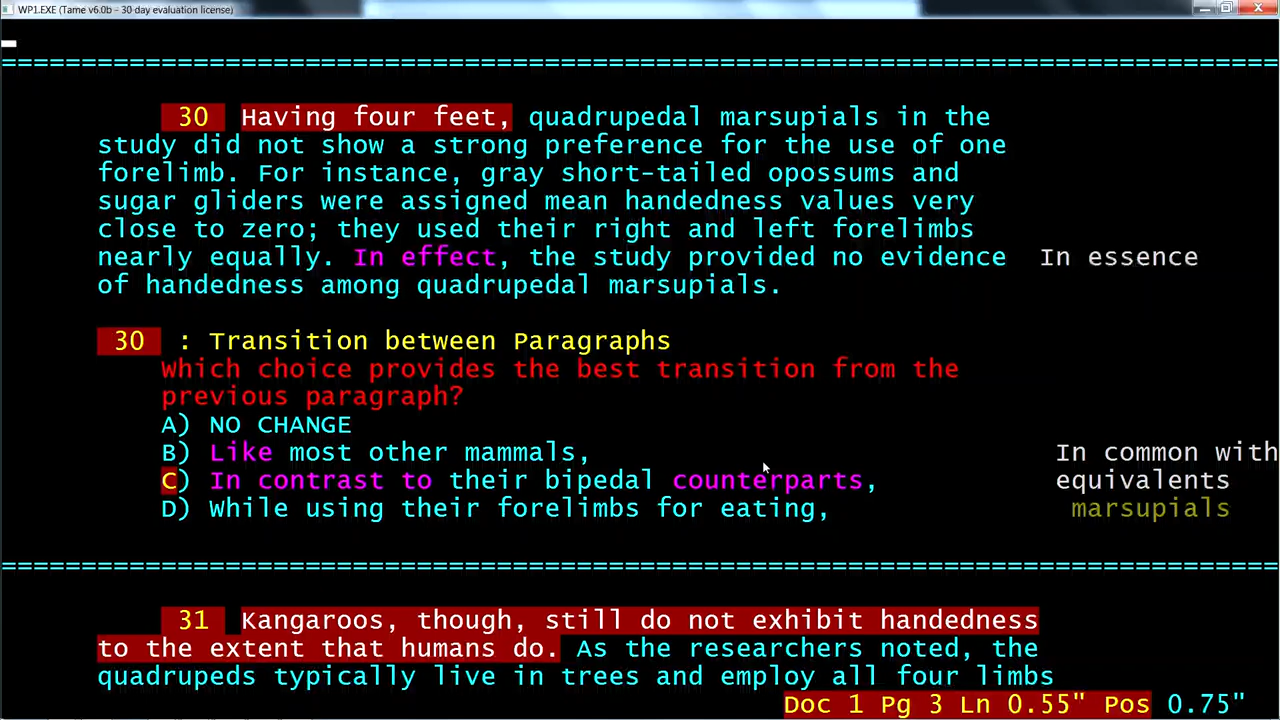 WP1.EXE (Tame v6.0b - 30 day evaluation license)
================================================================================
30 Having four feet, quadrupedal marsupials in the
study did not show a strong preference for the use of one
forelimb. For instance, gray short-tailed opossums and
sugar gliders were assigned mean handedness values very
close to zero; they used their right and left forelimbs
nearly equally. In effect, the study provided no evidence In essence
of handedness among quadrupedal marsupials.
30 : Transition between Paragraphs
Which choice provides the best transition from the
previous paragraph?
A) NO CHANGE
B) Like most other mammals, In common with
C) In contrast to their bipedal counterparts, equivalents
D) While using their forelimbs for eating, marsupials
================================================================================
31 Kangaroos, though, still do not exhibit handedness
to the extent that humans do. As the researchers noted, the
quadrupeds typically live in trees and employ all four limbs
Doc 1 Pg 3 Ln 0.55" Pos 0.75"